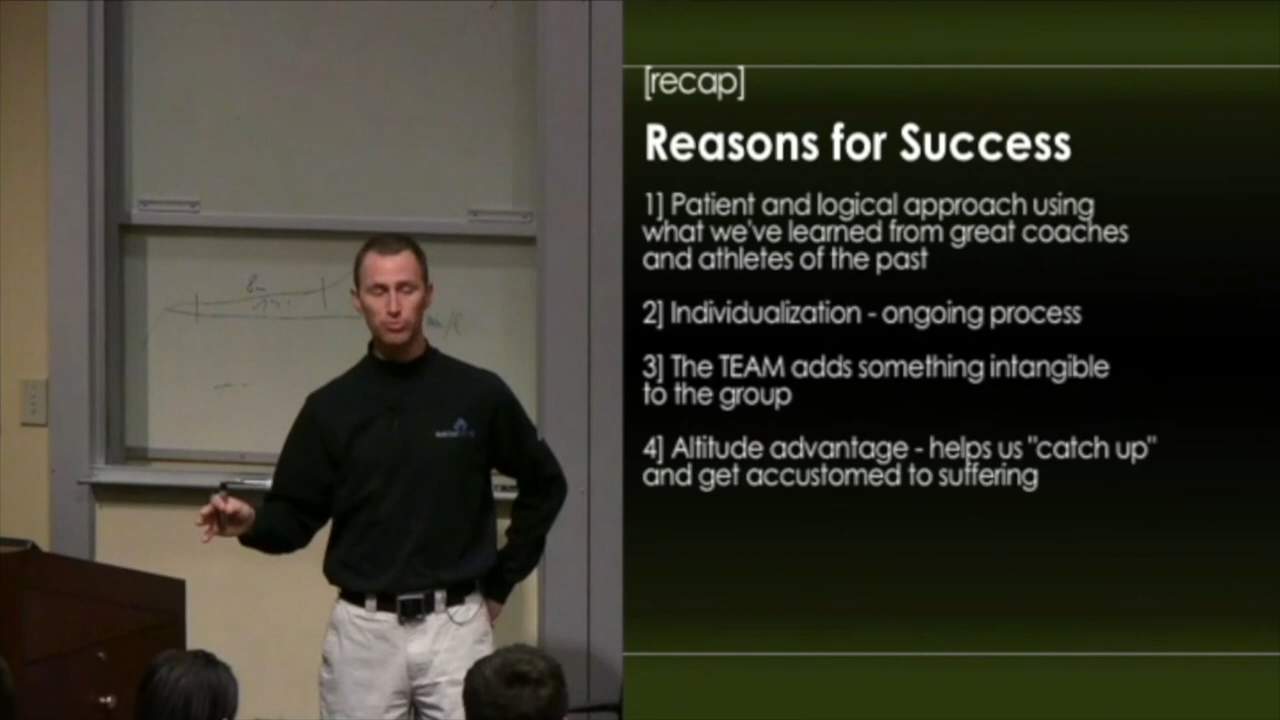 [recap]
Reasons for Success
1] Patient and logical approach using
what we've learned from great coaches
and athletes of the past
2] Individualization - ongoing process
3] The TEAM adds something intangible
to the group
4] Altitude advantage - helps us "catch up"
and get accustomed to suffering